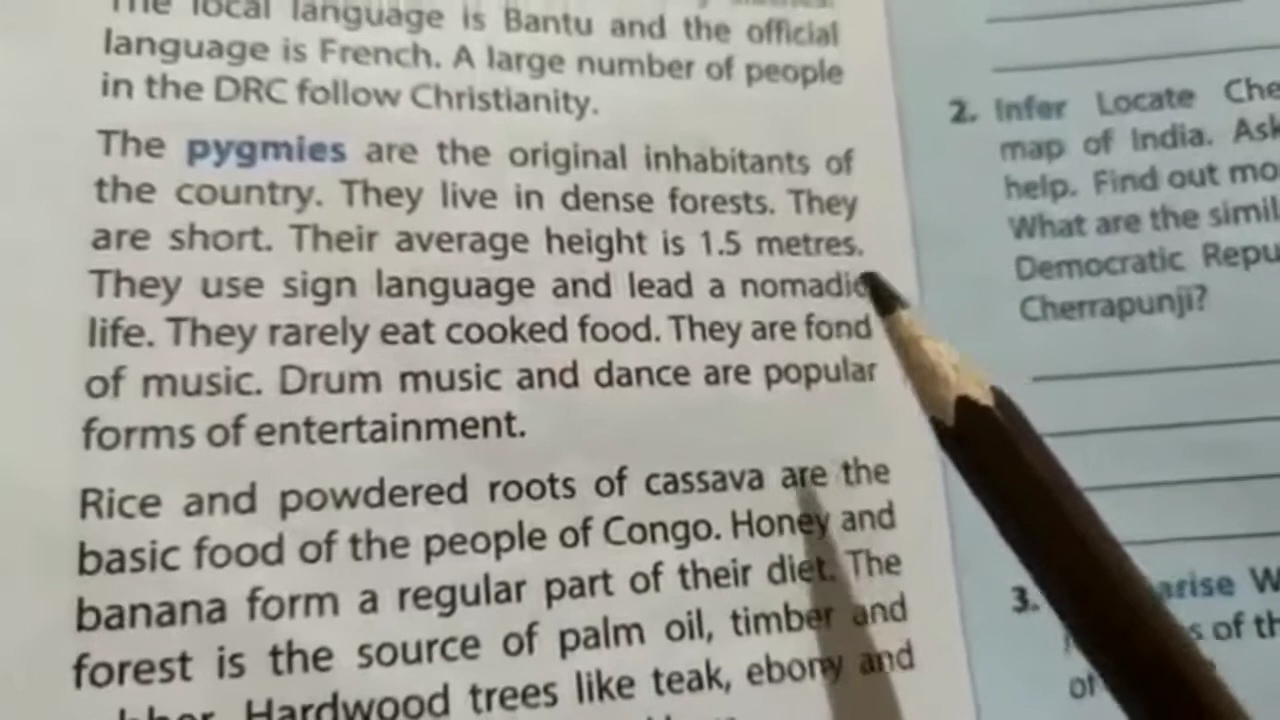 The local language is Bantu and the official
language is French. A large number of people
in the DRC follow Christianity.
The pygmies are the original inhabitants of
the country. They live in dense forests. They
are short. Their average height is 1.5 metres.
They use sign language and lead a nomadic
life. They rarely eat cooked food. They are fond
of music. Drum music and dance are popular
forms of entertainment.
Rice and powdered roots of cassava are the
basic food of the people of Congo. Honey and
banana form a regular part of their diet. The
forest is the source of palm oil, timber and
Hardwood trees like teak, ebony and
2. Infer Locate Che
map of India. Ask
help. Find out mo
What are the simil
Democratic Repu
Cherrapunji?
3. arise W
s of th
of